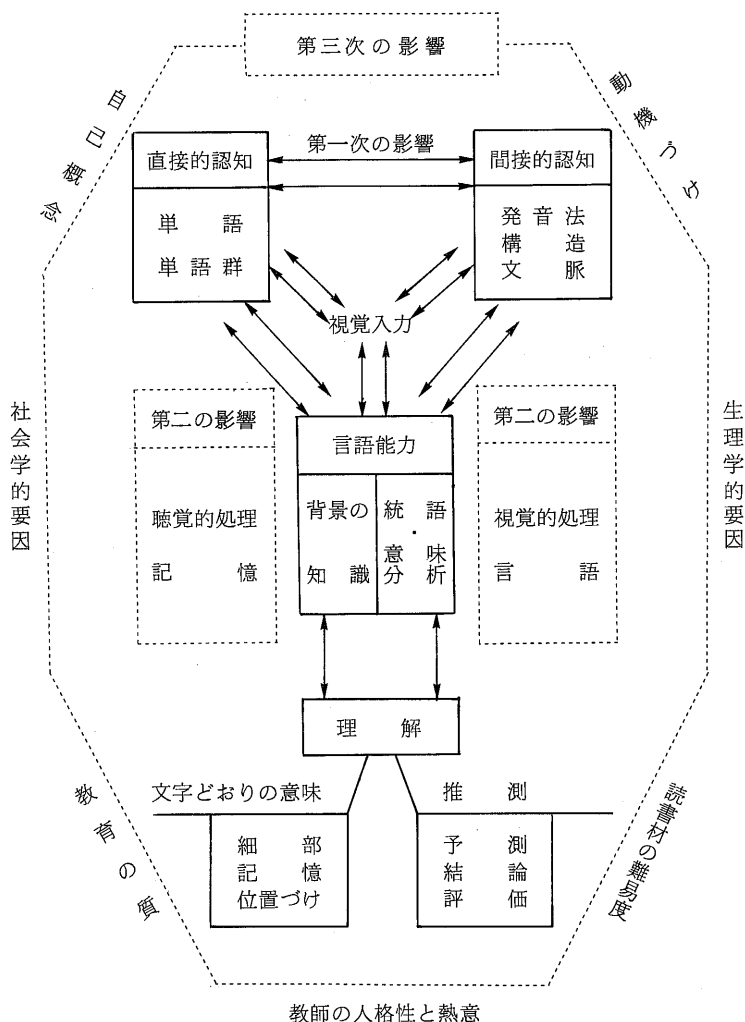 第三次の影響
自己概念
動機づけ
第一次の影響
直接的認知
単語
単語群
間接的認知
発音法
構造
文脈
視覚入力
社会学的要因
生理学的要因
第二の影響
聴覚的処理
記憶
言語能力
背景の
知識
統語
・
意味
分析
第二の影響
視覚的処理
言語
理解
文字どおりの意味
細部
記憶
位置づけ
推測
予測
結論
評価
教育の質
読書材の難易度
教師の人格性と熱意